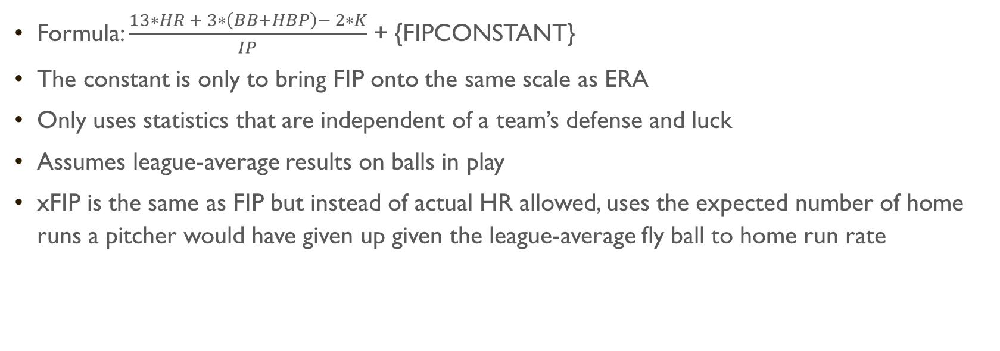 • Formula: 13*HR + 3*(BB+HBP)− 2*K / IP + {FIPCONSTANT}
• The constant is only to bring FIP onto the same scale as ERA
• Only uses statistics that are independent of a team’s defense and luck
• Assumes league-average results on balls in play
• xFIP is the same as FIP but instead of actual HR allowed, uses the expected number of home
runs a pitcher would have given up given the league-average fly ball to home run rate